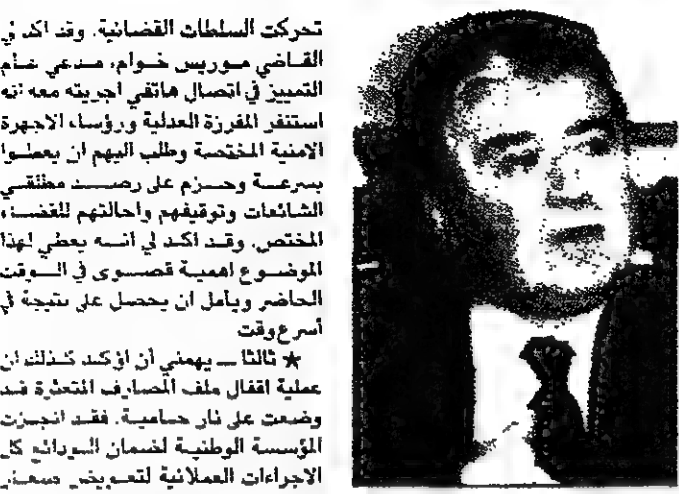 تحركت السلطات القضائية. وقد اكد لي
القاضي موريس خوام، مدعي عام
التمييز في اتصال هاتفي اجريته معه انه
استنفر المفرزة العدلية ورؤساء الاجهزة
الامنية المختصة وطلب اليهم ان يعملوا
بسرعة وحزم على رصد مطلقي
الشائعات وتوقيفهم واحالتهم للقضاء
المختص. وقد اكد لي انه يعطي لهذا
الموضوع اهمية قصوى في الوقت
الحاضر ويأمل ان يحصل على نتيجة في
أسرع وقت
★ ثالثا — يهمني أن اؤكد كذلك ان
عملية اقفال ملف المصارف المتعثرة قد
وضعت على نار حامية. فقد انجزت
المؤسسة الوطنية لضمان الودائع كل
الاجراءات العملانية لتعويض صغار